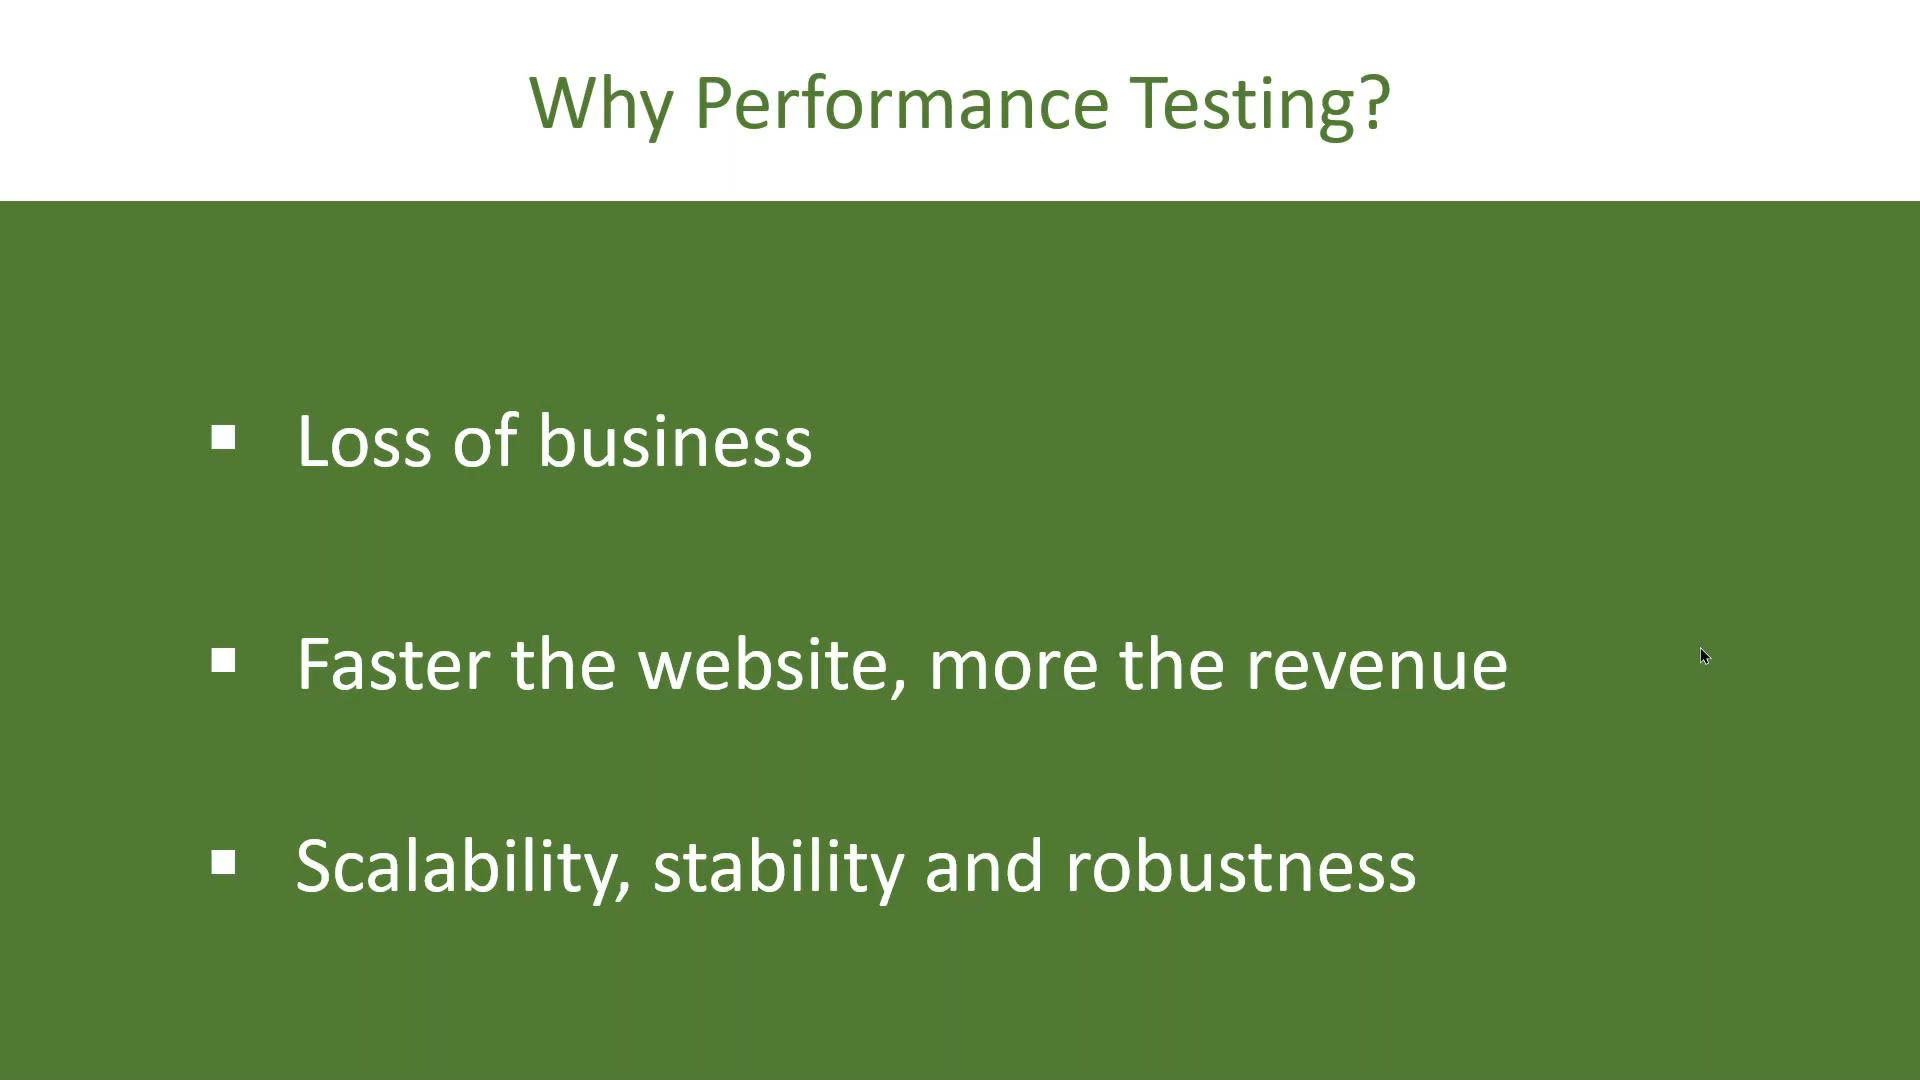 Why Performance Testing?
▪ Loss of business
▪ Faster the website, more the revenue
▪ Scalability, stability and robustness